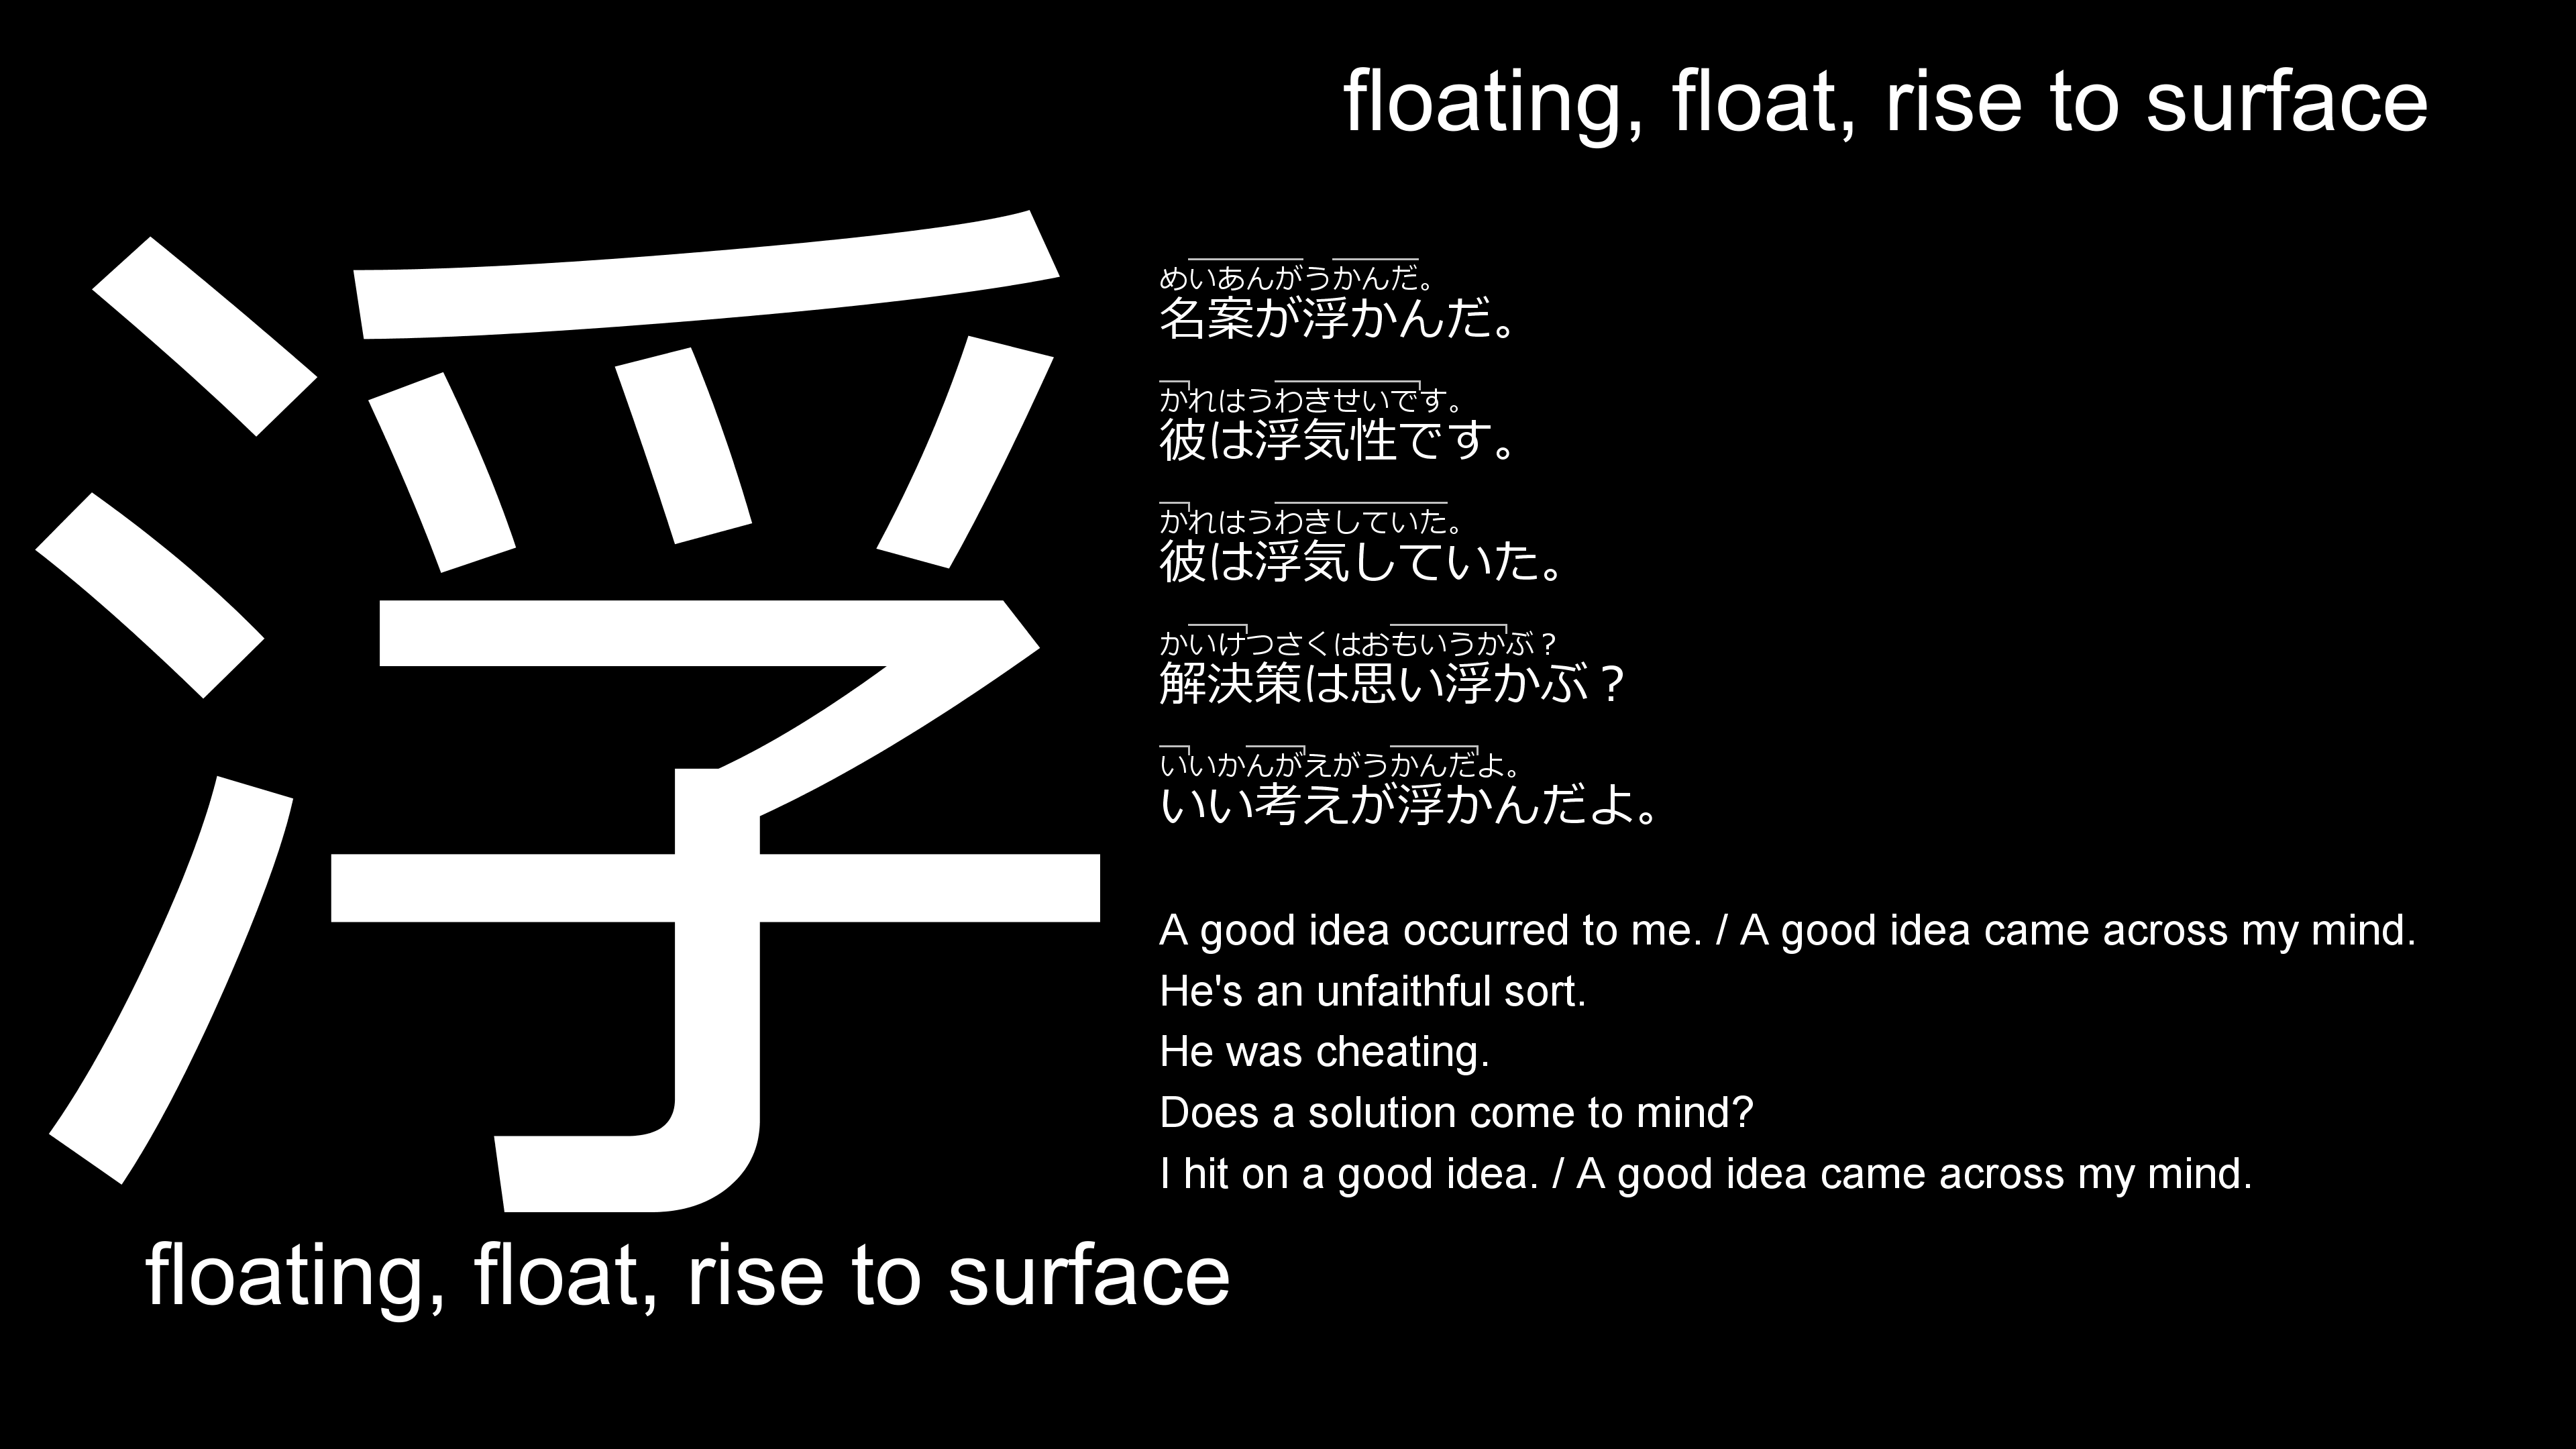 floating, float, rise to surface
浮
めいあんがうかんだ。
名案が浮かんだ。
かれはうわきせいです。
彼は浮気性です。
かれはうわきしていた。
彼は浮気していた。
かいけつさくはおもいうかぶ？
解決策は思い浮かぶ？
いいかんがえがうかんだよ。
いい考えが浮かんだよ。
A good idea occurred to me. / A good idea came across my mind.
He's an unfaithful sort.
He was cheating.
Does a solution come to mind?
I hit on a good idea. / A good idea came across my mind.
floating, float, rise to surface